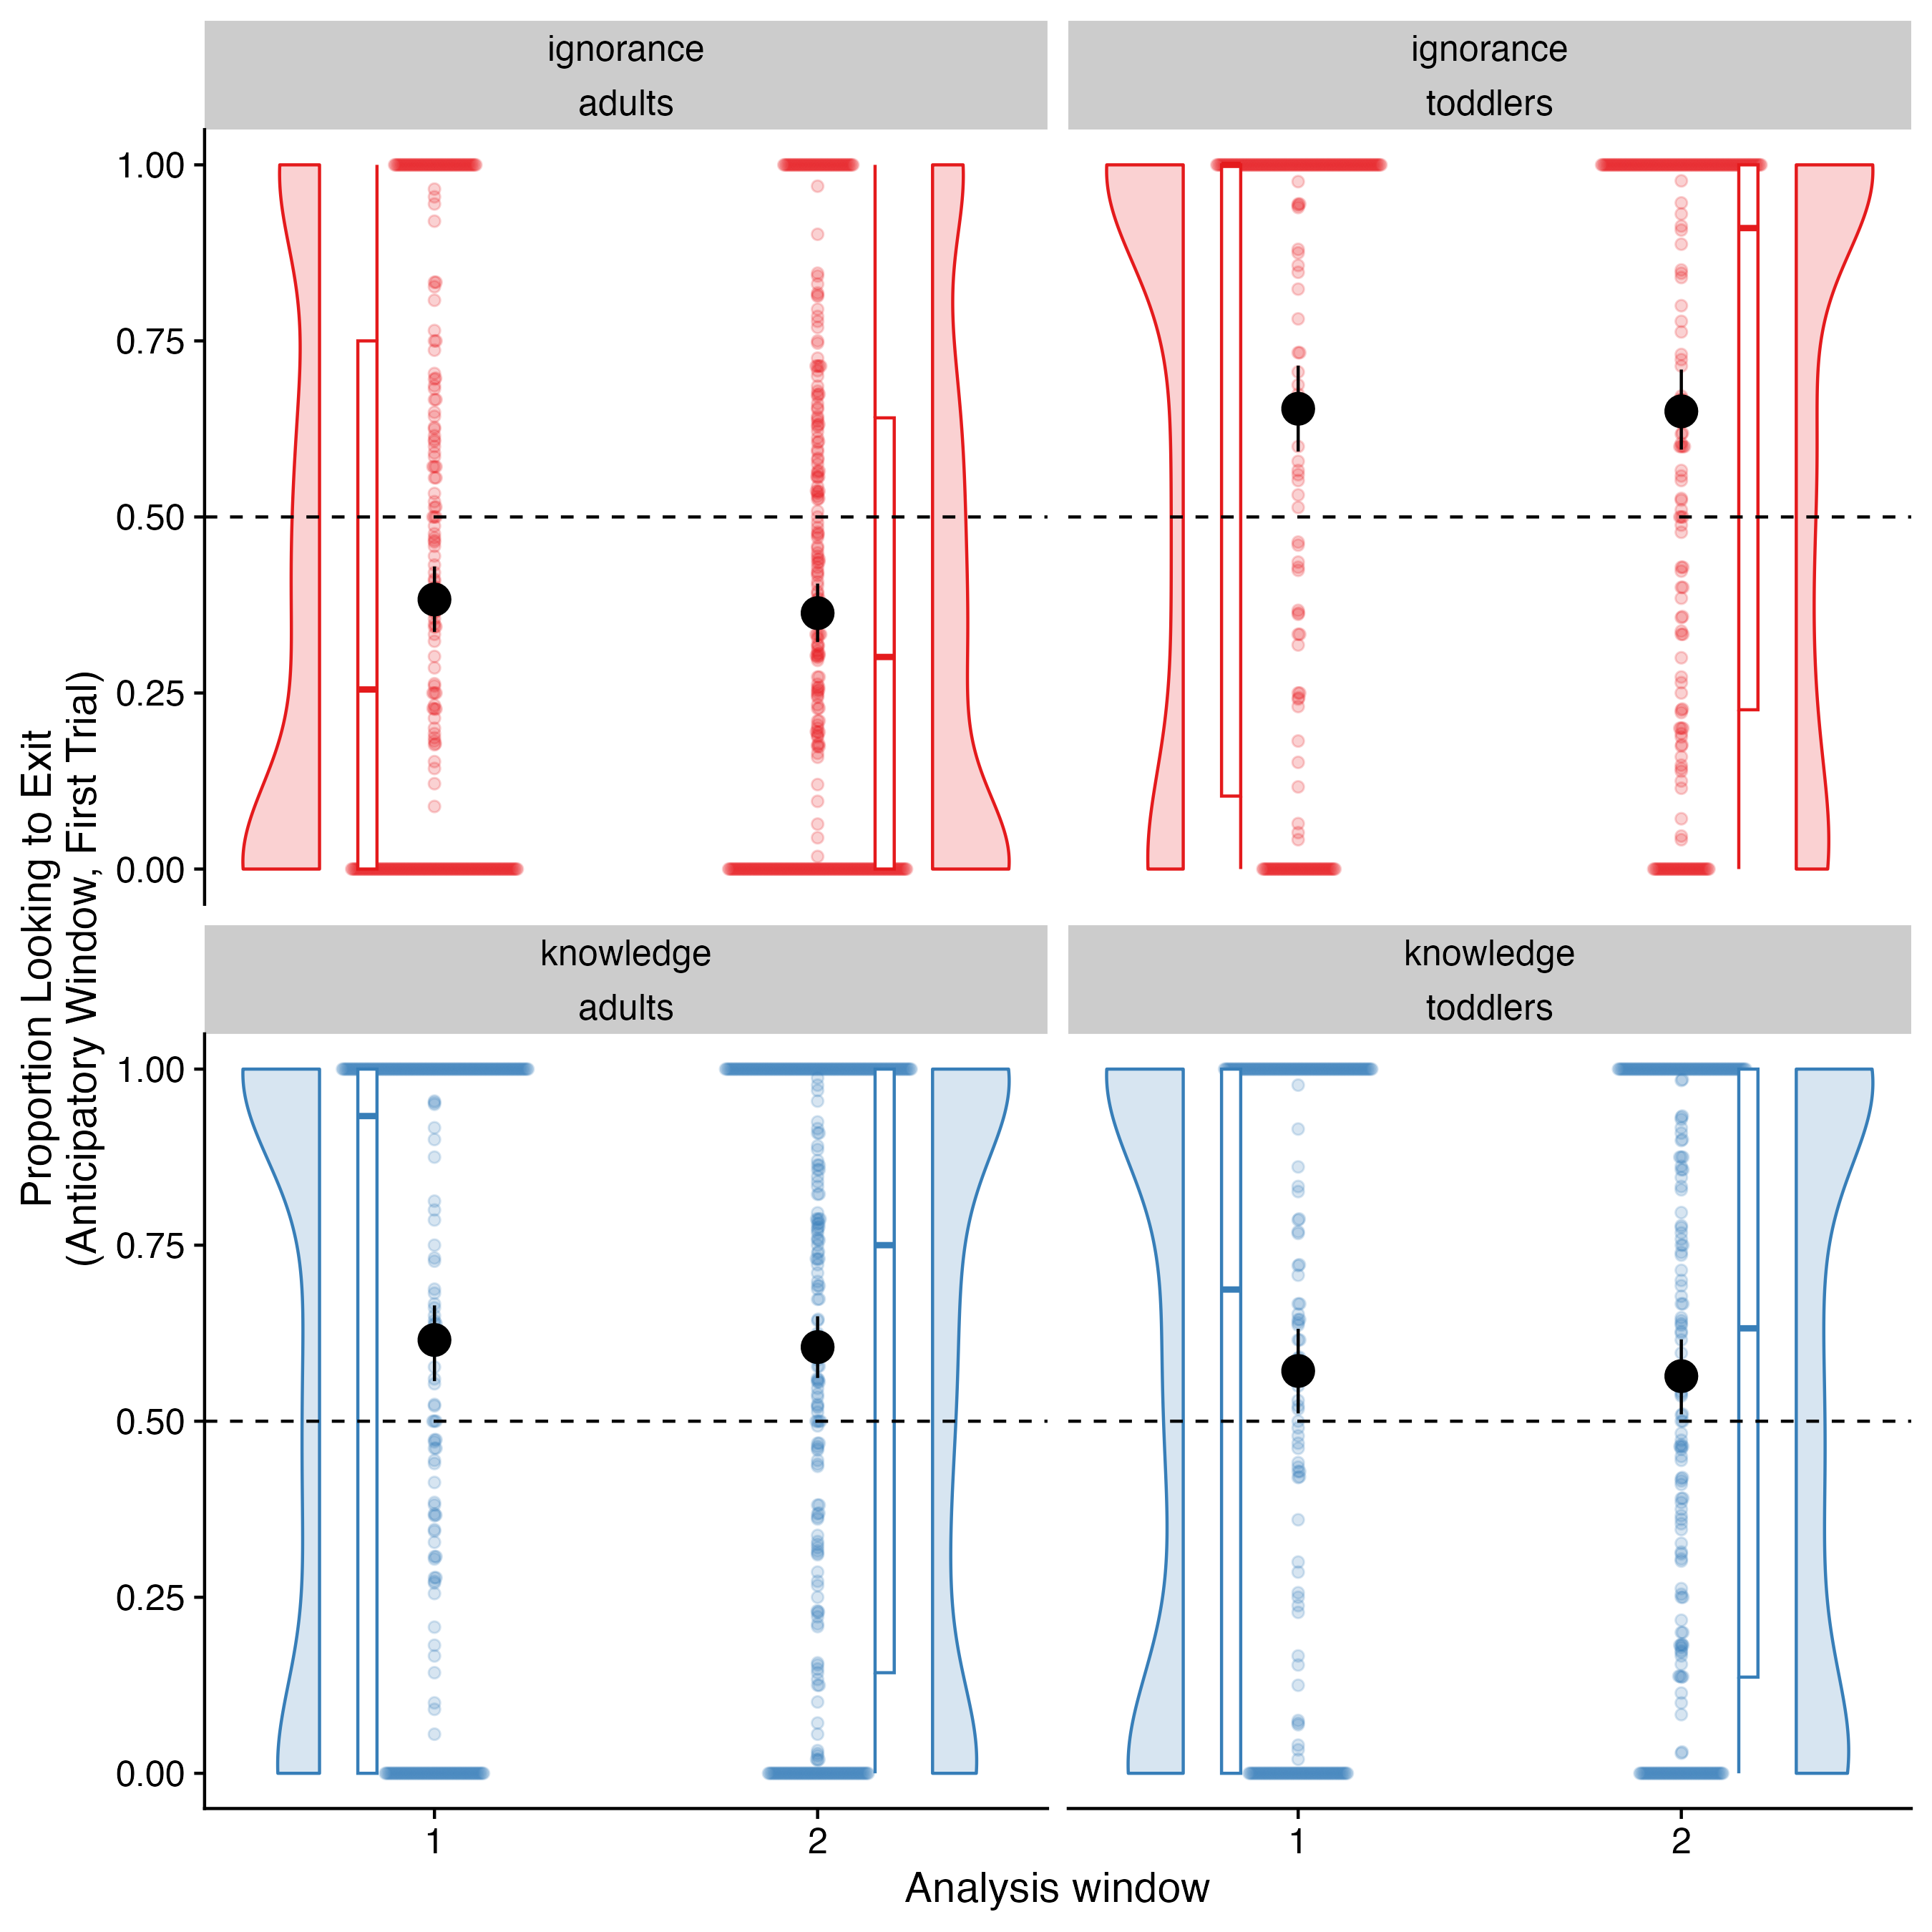 ignorance
adults
ignorance
toddlers
1.00
0.75
0.50
0.25
0.00
knowledge
adults
knowledge
toddlers
1.00
0.75
0.50
0.25
0.00
1
2
1
2
Analysis window
Proportion Looking to Exit
(Anticipatory Window, First Trial)